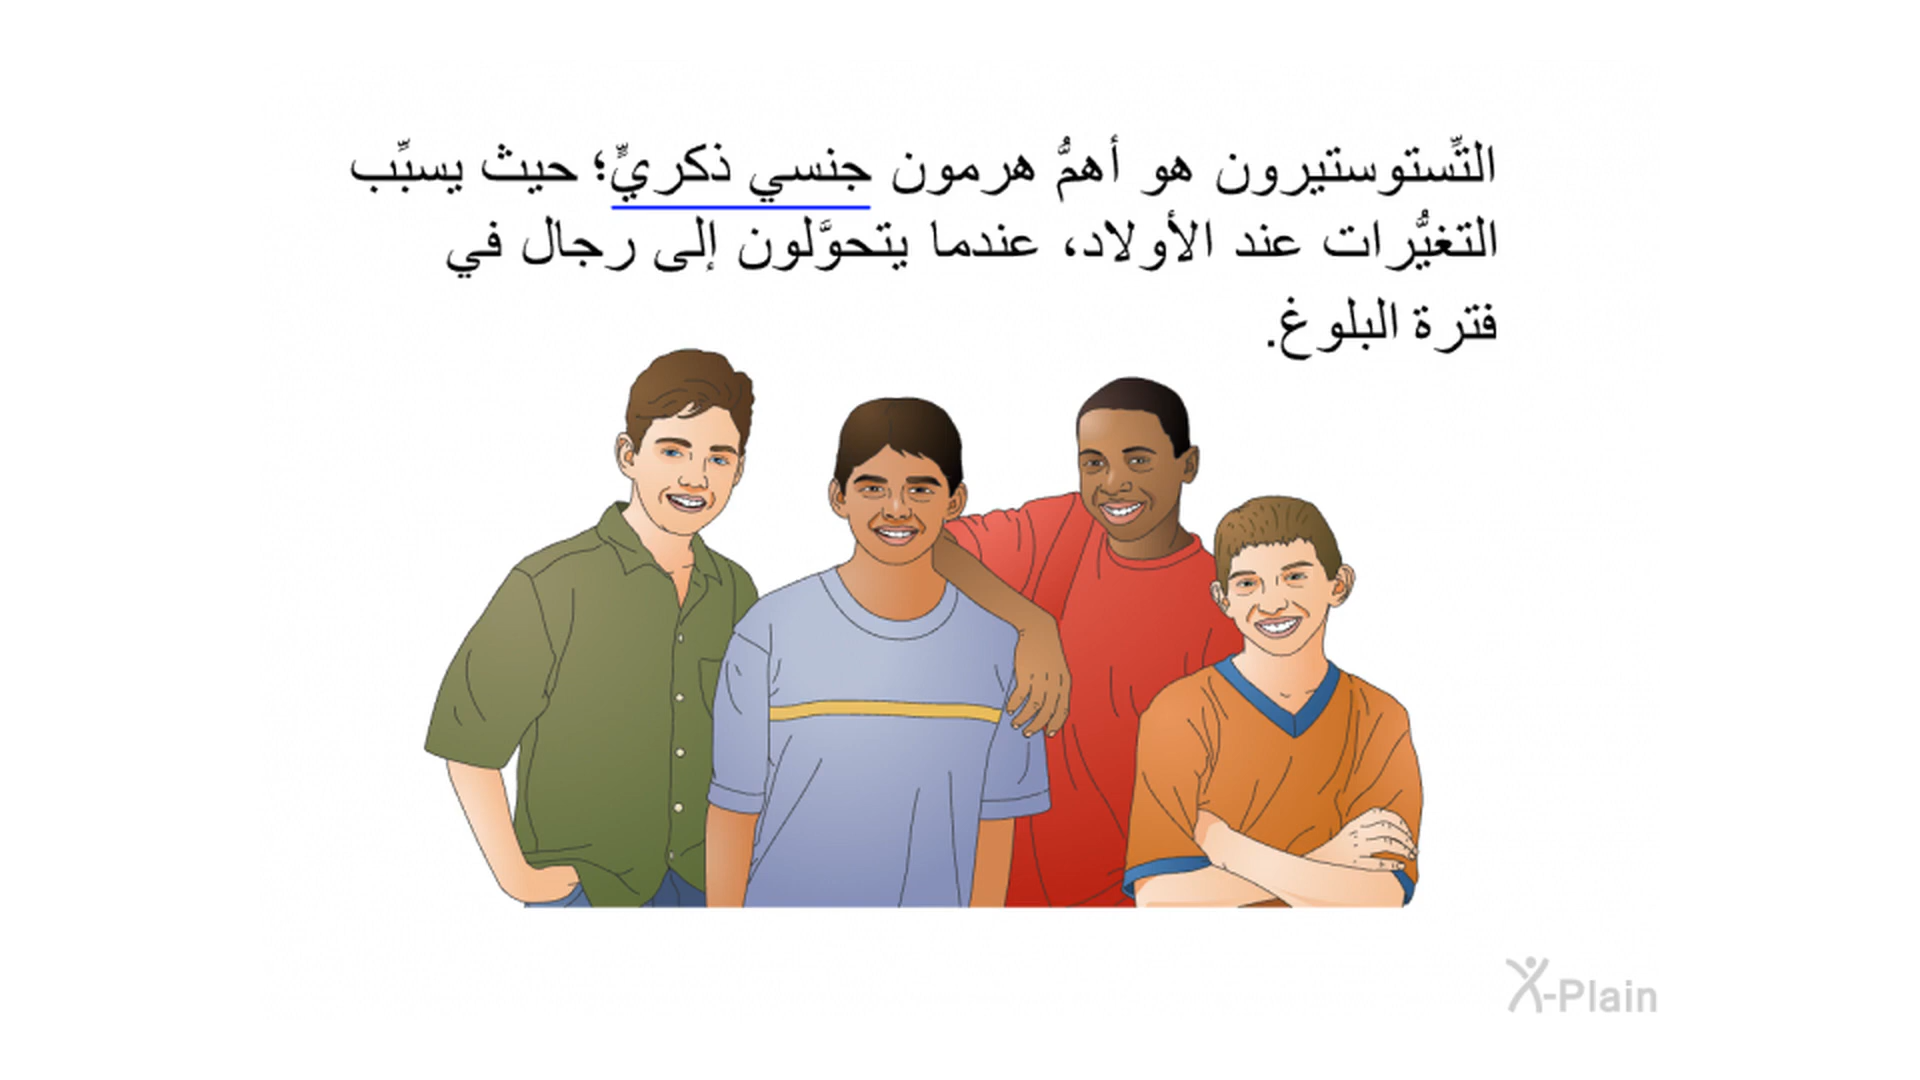 التِّستوستيرون هو أهمُّ هرمون جنسي ذكريٍّ؛ حيث يسبِّب
التغيُّرات عند الأولاد، عندما يتحوَّلون إلى رجال في
فترة البلوغ.
X-Plain